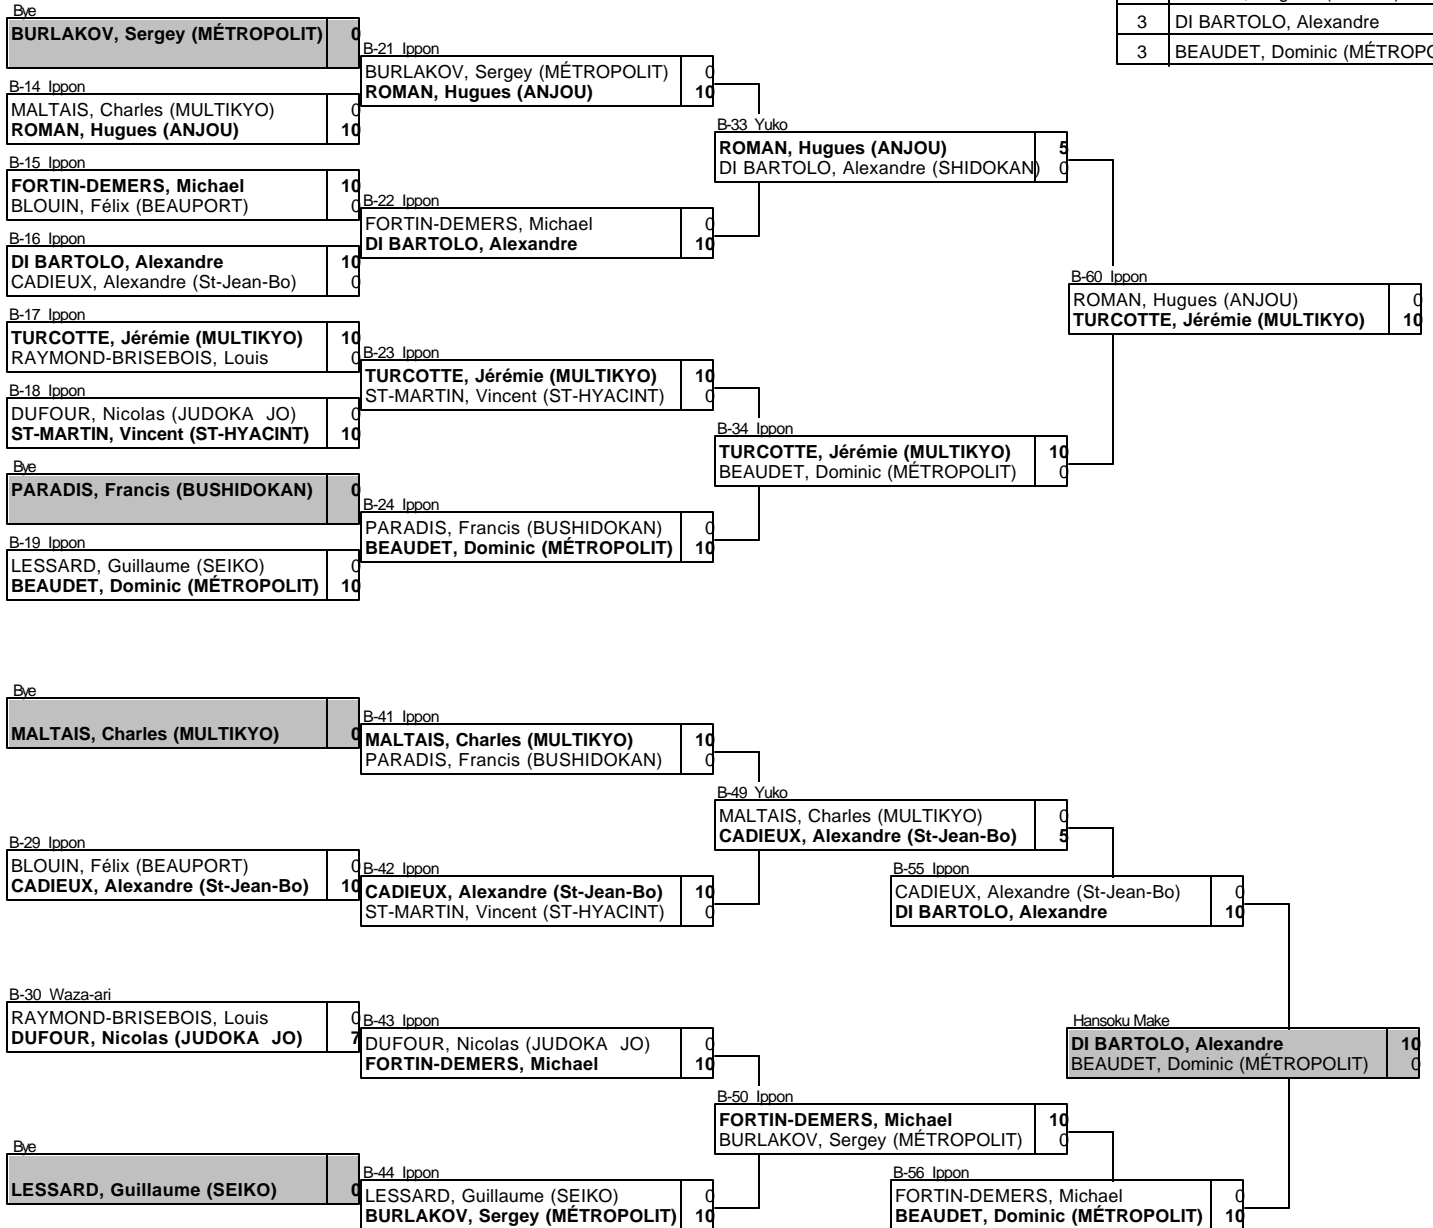 3 DI BARTOLO, Alexandre
3 BEAUDET, Dominic
Bye
BURLAKOV, Sergey (MÉTROPOLIT) 0
B-14 Ippon
MALTAIS, Charles (MULTIKYO) 0
ROMAN, Hugues (ANJOU) 10
B-15 Ippon
FORTIN-DEMERS, Michael 10
BLOUIN, Félix (BEAUPORT) 0
B-16 Ippon
DI BARTOLO, Alexandre 10
CADIEUX, Alexandre (St-Jean-Bo) 0
B-17 Ippon
TURCOTTE, Jérémie (MULTIKYO) 10
RAYMOND-BRISEBOIS, Louis 0
B-18 Ippon
DUFOUR, Nicolas (JUDOKA JO) 0
ST-MARTIN, Vincent (ST-HYACINT) 10
Bye
PARADIS, Francis (BUSHIDOKAN) 0
B-19 Ippon
LESSARD, Guillaume (SEIKO) 0
BEAUDET, Dominic (MÉTROPOLIT) 10
B-21 Ippon
BURLAKOV, Sergey (MÉTROPOLIT) 0
ROMAN, Hugues (ANJOU) 10
B-22 Ippon
FORTIN-DEMERS, Michael 0
DI BARTOLO, Alexandre 10
B-23 Ippon
TURCOTTE, Jérémie (MULTIKYO) 10
ST-MARTIN, Vincent (ST-HYACINT) 0
B-24 Ippon
PARADIS, Francis (BUSHIDOKAN) 0
BEAUDET, Dominic (MÉTROPOLIT) 10
B-33 Yuko
ROMAN, Hugues (ANJOU) 5
DI BARTOLO, Alexandre (SHIDOKAN) 0
B-34 Ippon
TURCOTTE, Jérémie (MULTIKYO) 10
BEAUDET, Dominic (MÉTROPOLIT) 0
B-60 Ippon
ROMAN, Hugues (ANJOU) 0
TURCOTTE, Jérémie (MULTIKYO) 10
Bye
MALTAIS, Charles (MULTIKYO) 0
B-29 Ippon
BLOUIN, Félix (BEAUPORT) 0
CADIEUX, Alexandre (St-Jean-Bo) 10
B-30 Waza-ari
RAYMOND-BRISEBOIS, Louis 0
DUFOUR, Nicolas (JUDOKA JO) 7
Bye
LESSARD, Guillaume (SEIKO) 0
B-41 Ippon
MALTAIS, Charles (MULTIKYO) 10
PARADIS, Francis (BUSHIDOKAN) 0
B-42 Ippon
CADIEUX, Alexandre (St-Jean-Bo) 10
ST-MARTIN, Vincent (ST-HYACINT) 0
B-43 Ippon
DUFOUR, Nicolas (JUDOKA JO) 0
FORTIN-DEMERS, Michael 10
B-44 Ippon
LESSARD, Guillaume (SEIKO) 0
BURLAKOV, Sergey (MÉTROPOLIT) 10
B-49 Yuko
MALTAIS, Charles (MULTIKYO) 0
CADIEUX, Alexandre (St-Jean-Bo) 5
B-50 Ippon
FORTIN-DEMERS, Michael 10
BURLAKOV, Sergey (MÉTROPOLIT) 0
B-55 Ippon
CADIEUX, Alexandre (St-Jean-Bo) 0
DI BARTOLO, Alexandre 10
B-56 Ippon
FORTIN-DEMERS, Michael 0
BEAUDET, Dominic (MÉTROPOLIT) 10
Hansoku Make
DI BARTOLO, Alexandre 10
BEAUDET, Dominic (MÉTROPOLIT) 0